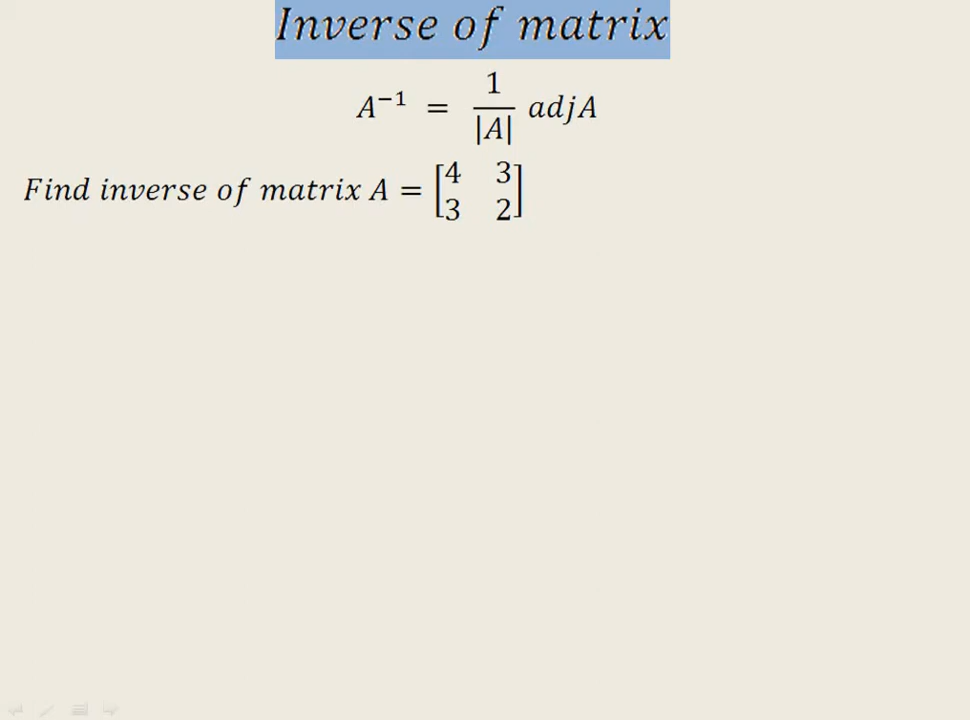 Inverse of matrix
A⁻¹ = 1/|A| adjA
Find inverse of matrix A = [4 3
3 2]